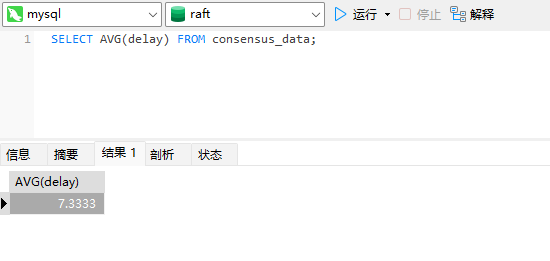 mysql raft 运行 停止 解释
1 SELECT AVG(delay) FROM consensus_data;
信息 摘要 结果 1 剖析 状态
AVG(delay)
7.3333